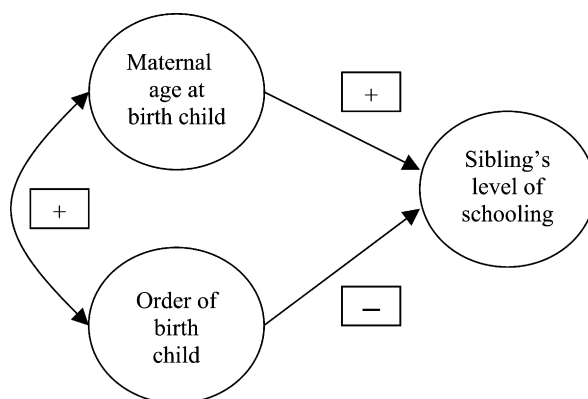 Maternal
age at
birth child
+
Sibling's
level of
schooling
+
Order of
birth
child
–